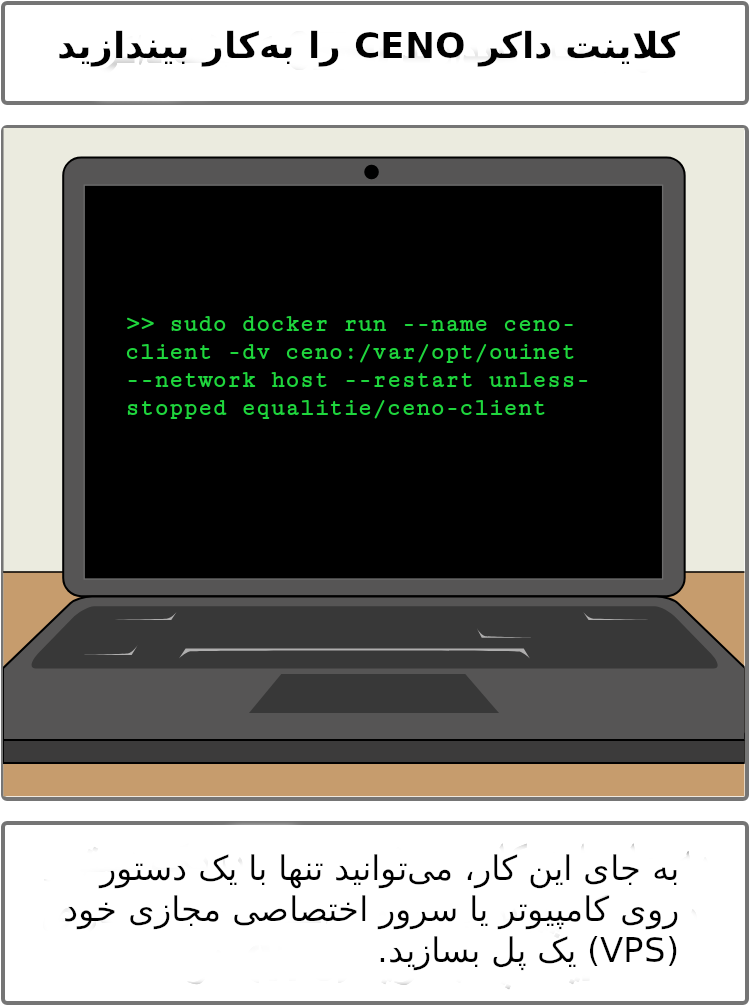 کلاینت داکر CENO را به‌کار بیندازید
>> sudo docker run --name ceno-
client -dv ceno:/var/opt/ouinet
--network host --restart unless-
stopped equalitie/ceno-client
به جای این کار، می‌توانید تنها با یک دستور
روی کامپیوتر یا سرور اختصاصی مجازی خود
(VPS) یک پل بسازید.